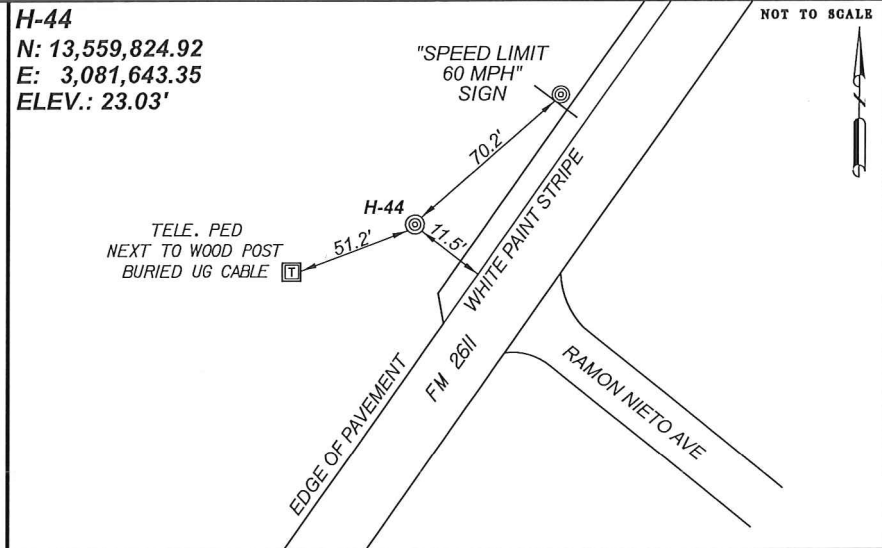 H-44
N: 13,559,824.92
E: 3,081,643.35
ELEV.: 23.03'
NOT TO SCALE
"SPEED LIMIT
60 MPH"
SIGN
70.2'
H-44
11.5'
51.2'
TELE. PED
NEXT TO WOOD POST
BURIED UG CABLE
T
WHITE PAINT STRIPE
FM 2611
EDGE OF PAVEMENT
RAMON NIETO AVE